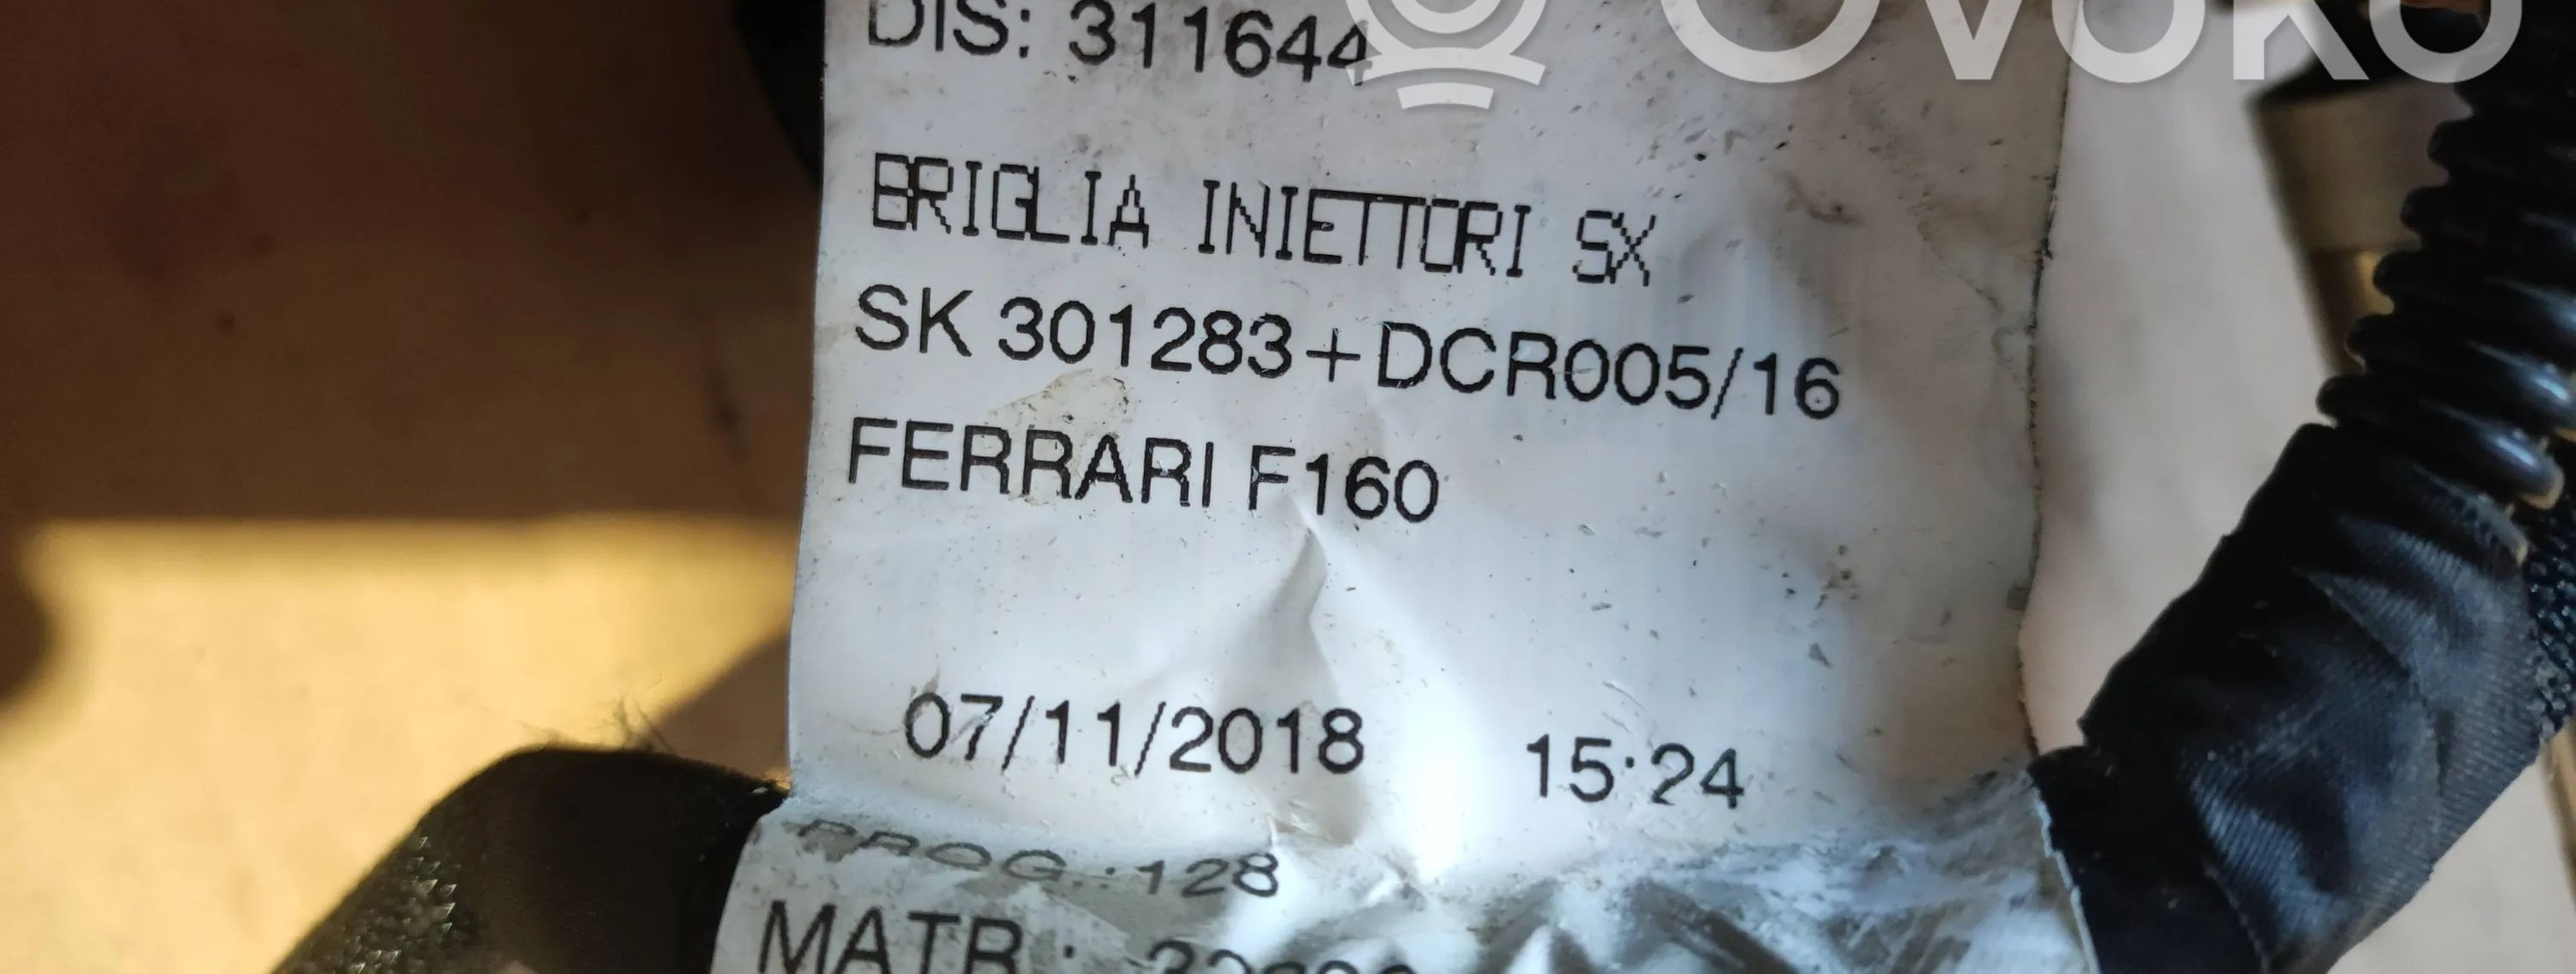 OVOKO
DIS: 311644
BRIGLIA INIETTORI SX
SK 301283+DCR005/16
FERRARI F160
07/11/2018 15:24
PROG.:128
MATR.: